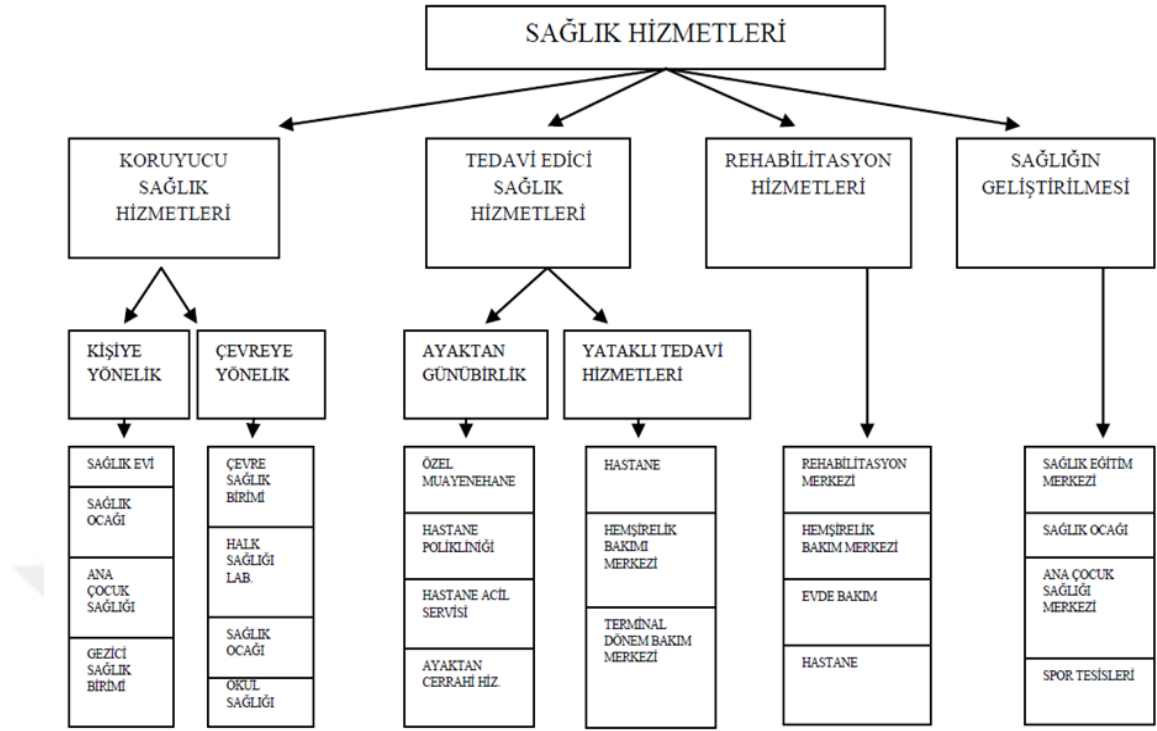 SAĞLIK HİZMETLERİ
KORUYUCU
SAĞLIK
HİZMETLERİ
TEDAVİ EDİCİ
SAĞLIK
HİZMETLERİ
REHABİLİTASYON
HİZMETLERİ
SAĞLIĞIN
GELİŞTİRİLMESİ
KİŞİYE
YÖNELİK
ÇEVREYE
YÖNELİK
AYAKTAN
GÜNÜBİRLİK
YATAKLI TEDAVİ
HİZMETLERİ
SAĞLIK EVİ
SAĞLIK
OCAĞI
ANA
ÇOCUK
SAĞLIĞI
GEZİCİ
SAĞLIK
BİRİMİ
ÇEVRE
SAĞLIK
BİRİMİ
HALK
SAĞLIĞI
LAB.
SAĞLIK
OCAĞI
OKUL
SAĞLIĞI
ÖZEL
MUAYENEHANE
HASTANE
POLİKLİNİĞİ
HASTANE ACİL
SERVİSİ
AYAKTAN
CERRAHİ HİZ.
HASTANE
HEMŞİRELİK
BAKIMI
MERKEZİ
TERMİNAL
DÖNEM BAKIM
MERKEZİ
REHABİLİTASYON
MERKEZİ
HEMŞİRELİK
BAKIM MERKEZİ
EVDE BAKIM
HASTANE
SAĞLIK EĞİTİM
MERKEZİ
SAĞLIK OCAĞI
ANA ÇOCUK
SAĞLIĞI
MERKEZİ
SPOR TESİSLERİ